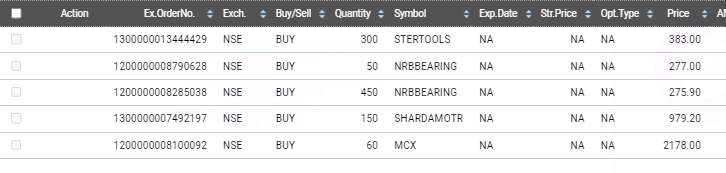 Action Ex.OrderNo. Exch. Buy/Sell Quantity Symbol Exp.Date Str.Price Opt.Type Price
1300000013444429 NSE BUY 300 STERTOOLS NA NA NA 383.00
1200000008790628 NSE BUY 50 NRBBEARING NA NA NA 277.00
1200000008285038 NSE BUY 450 NRBBEARING NA NA NA 275.90
1300000007492197 NSE BUY 150 SHARDAMOTR NA NA NA 979.20
1200000008100092 NSE BUY 60 MCX NA NA NA 2178.00